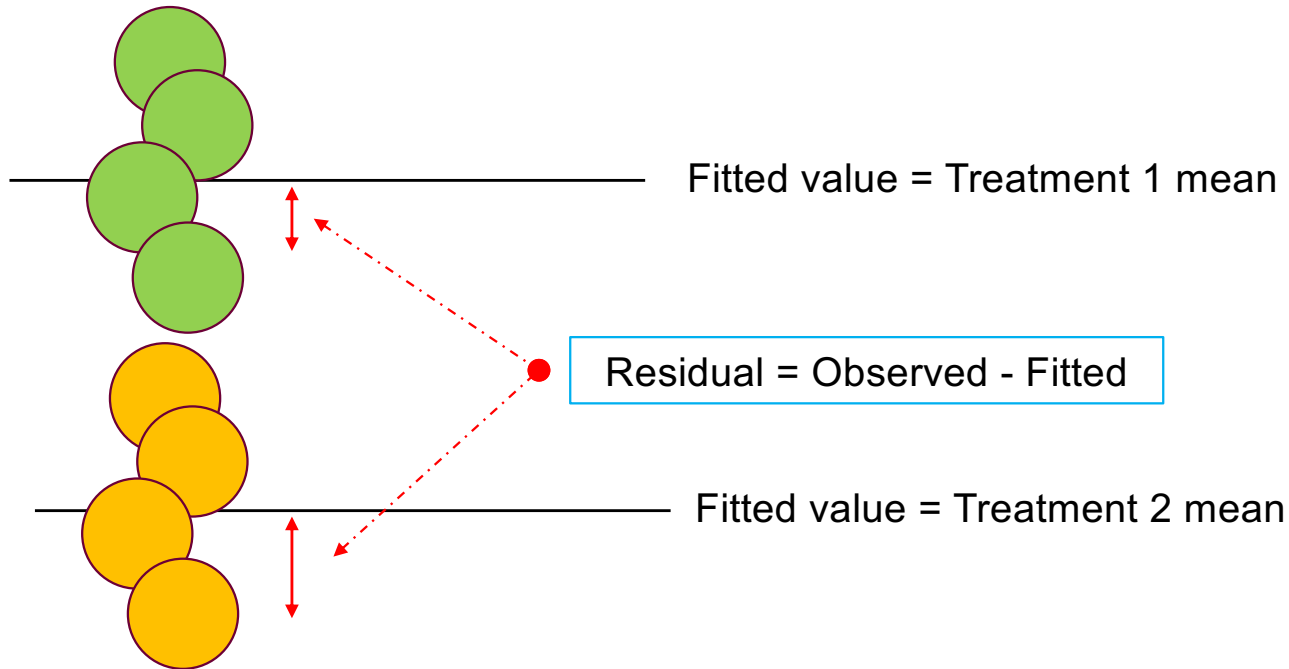 Fitted value = Treatment 1 mean
Residual = Observed - Fitted
Fitted value = Treatment 2 mean